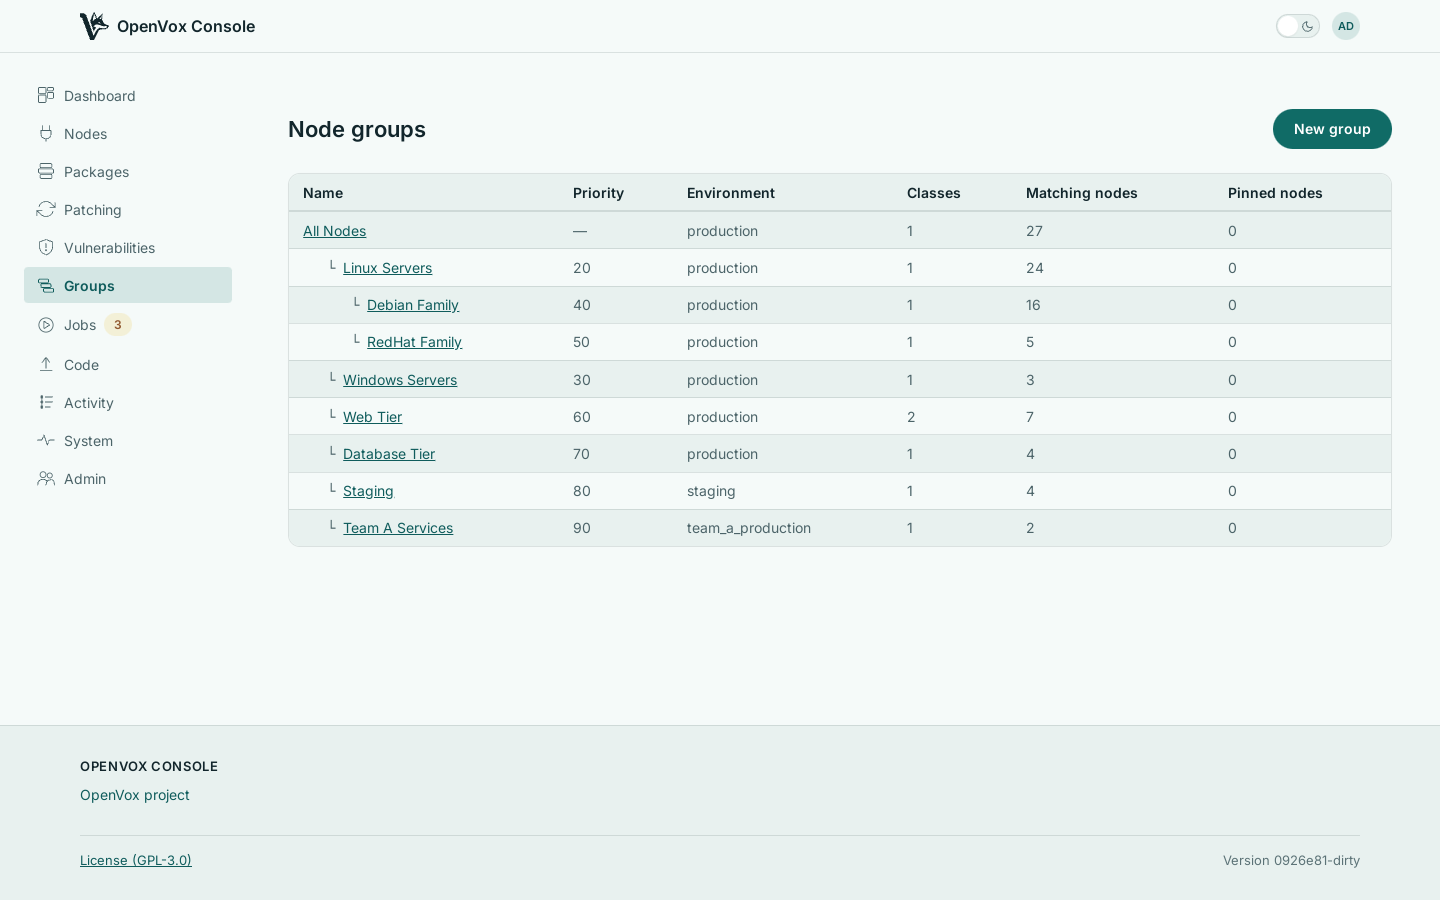 OpenVox Console
AD
Dashboard
Nodes
Packages
Patching
Vulnerabilities
Groups
Jobs 3
Code
Activity
System
Admin
Node groups
New group
Name Priority Environment Classes Matching nodes Pinned nodes
All Nodes — production 1 27 0
└ Linux Servers 20 production 1 24 0
└ Debian Family 40 production 1 16 0
└ RedHat Family 50 production 1 5 0
└ Windows Servers 30 production 1 3 0
└ Web Tier 60 production 2 7 0
└ Database Tier 70 production 1 4 0
└ Staging 80 staging 1 4 0
└ Team A Services 90 team_a_production 1 2 0
OPENVOX CONSOLE
OpenVox project
License (GPL-3.0)
Version 0926e81-dirty